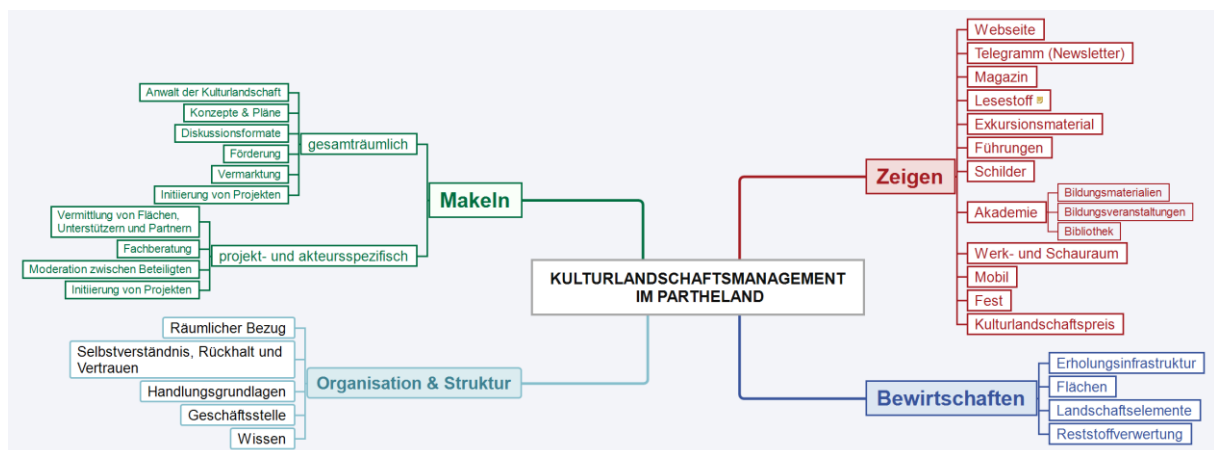 KULTURLANDSCHAFTSMANAGEMENT
IM PARTHELAND
Makeln
gesamträumlich
Anwalt der Kulturlandschaft
Konzepte & Pläne
Diskussionsformate
Förderung
Vermarktung
Initiierung von Projekten
projekt- und akteursspezifisch
Vermittlung von Flächen,
Unterstützern und Partnern
Fachberatung
Moderation zwischen Beteiligten
Initiierung von Projekten
Organisation & Struktur
Räumlicher Bezug
Selbstverständnis, Rückhalt und
Vertrauen
Handlungsgrundlagen
Geschäftsstelle
Wissen
Zeigen
Webseite
Telegramm (Newsletter)
Magazin
Lesestoff
Exkursionsmaterial
Führungen
Schilder
Akademie
Bildungsmaterialien
Bildungsveranstaltungen
Bibliothek
Werk- und Schauraum
Mobil
Fest
Kulturlandschaftspreis
Bewirtschaften
Erholungsinfrastruktur
Flächen
Landschaftselemente
Reststoffverwertung